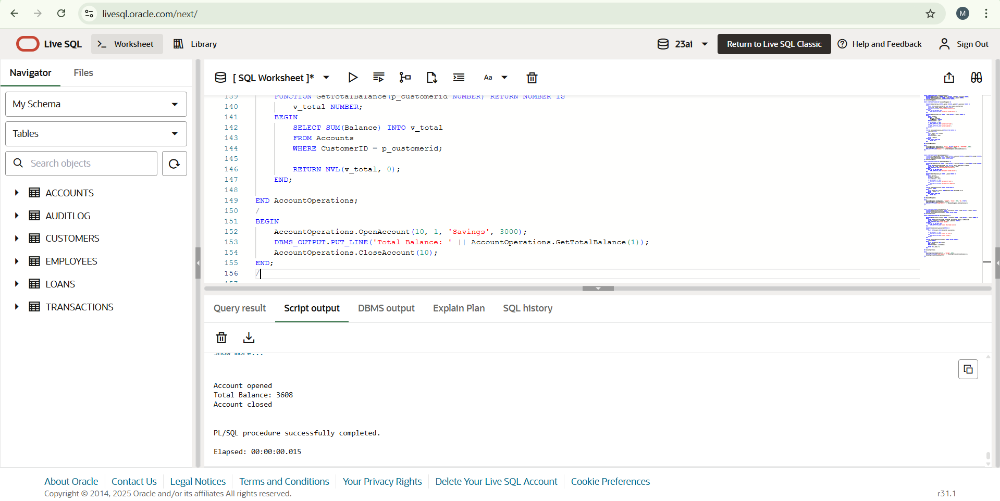 livesql.oracle.com/next/
M
Live SQL
Worksheet
Library
23ai
Return to Live SQL Classic
Help and Feedback
Sign Out
Navigator
Files
My Schema
Tables
Search objects
ACCOUNTS
AUDITLOG
CUSTOMERS
EMPLOYEES
LOANS
TRANSACTIONS
[ SQL Worksheet ]*
Aa
139 FUNCTION GetTotalBalance(p_customerid NUMBER) RETURN NUMBER IS
140 v_total NUMBER;
141 BEGIN
142 SELECT SUM(Balance) INTO v_total
143 FROM Accounts
144 WHERE CustomerID = p_customerid;
145
146 RETURN NVL(v_total, 0);
147 END;
148
149 END AccountOperations;
150 /
151 BEGIN
152 AccountOperations.OpenAccount(10, 1, 'Savings', 3000);
153 DBMS_OUTPUT.PUT_LINE('Total Balance: ' || AccountOperations.GetTotalBalance(1));
154 AccountOperations.CloseAccount(10);
155 END;
156 /
157
Query result
Script output
DBMS output
Explain Plan
SQL history
Show more...
Account opened
Total Balance: 3608
Account closed
PL/SQL procedure successfully completed.
Elapsed: 00:00:00.015
About Oracle
Contact Us
Legal Notices
Terms and Conditions
Your Privacy Rights
Delete Your Live SQL Account
Cookie Preferences
Copyright © 2014, 2025 Oracle and/or its affiliates All rights reserved.
r31.1